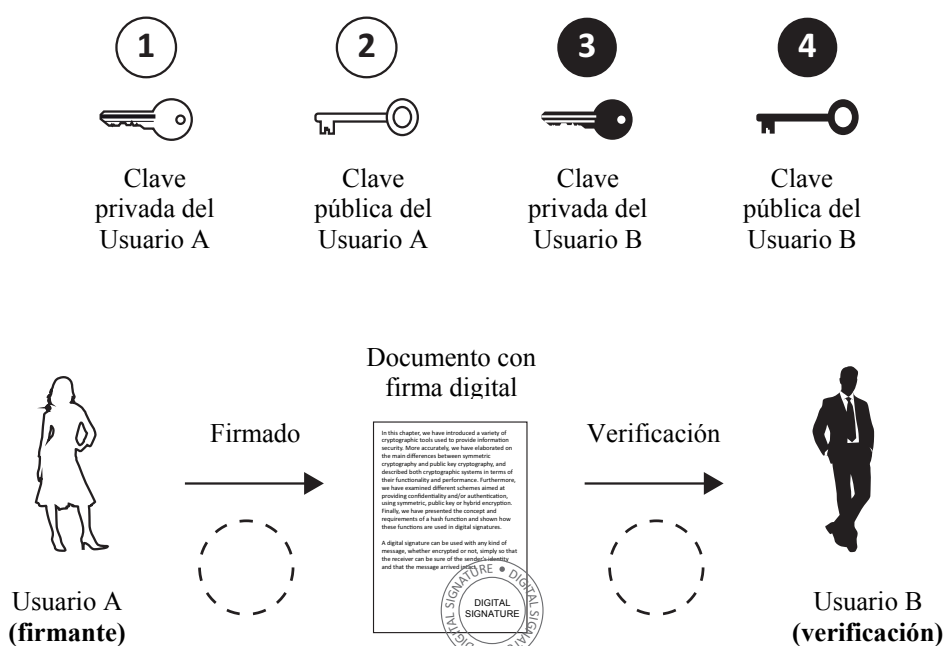 1
2
3
4
Clave
privada del
Usuario A
Clave
pública del
Usuario A
Clave
privada del
Usuario B
Clave
pública del
Usuario B
Documento con
firma digital
Firmado
Verificación
In this chapter, we have introduced a variety of
cryptographic tools used to provide information
security. More accurately, we have elaborated on
the main differences between symmetric
cryptography and public key cryptography, and
described both cryptographic systems in terms of
their functionality and performance. Furthermore,
we have examined different schemes aimed at
providing confidentiality and/or authentication,
using symmetric, public key or hybrid encryption.
Finally, we have presented the concept and
requirements of a hash function and shown how
these functions are used in digital signatures.
A digital signature can be used with any kind of
message, whether encrypted or not, simply so that
the receiver can be sure of the sender's identity
and that the message arrived intact.
DIGITAL
SIGNATURE
Usuario A
(firmante)
Usuario B
(verificación)